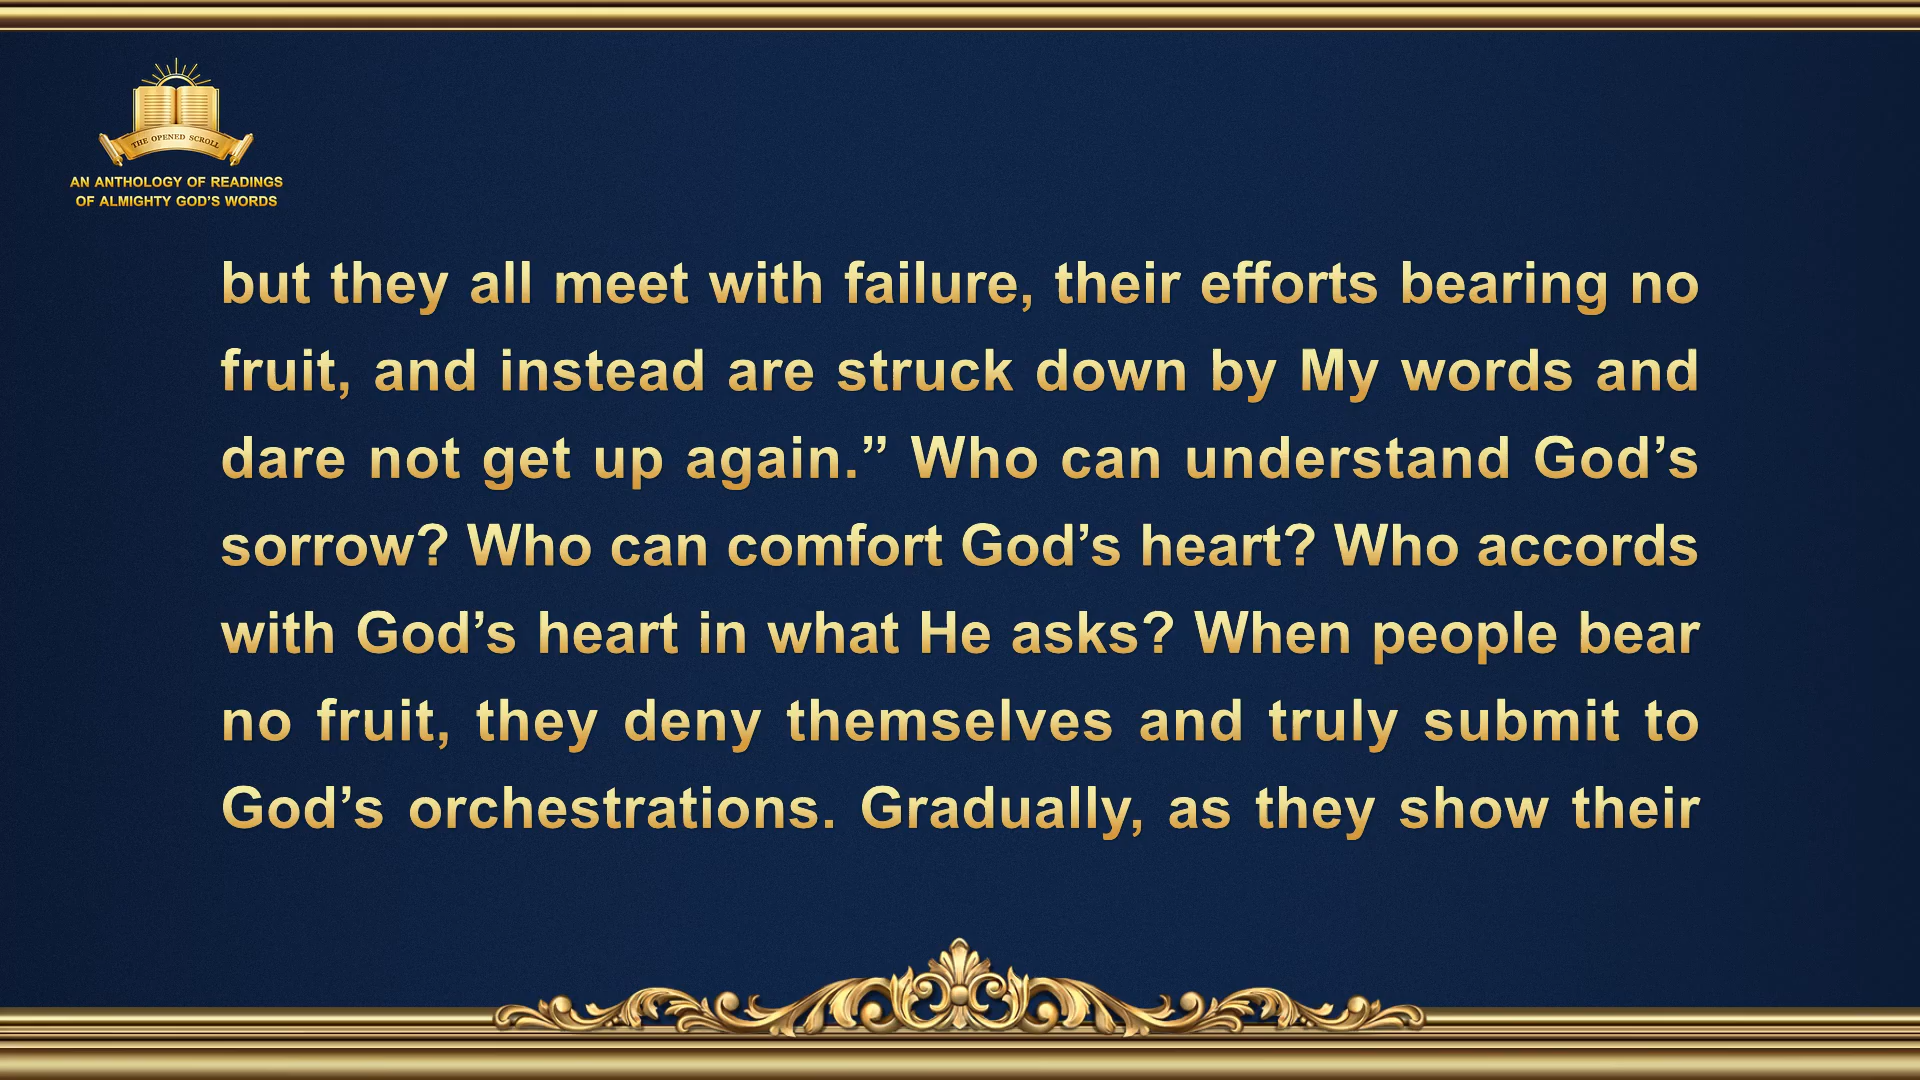 THE OPENED SCROLL
AN ANTHOLOGY OF READINGS
OF ALMIGHTY GOD’S WORDS
but they all meet with failure, their efforts bearing no
fruit, and instead are struck down by My words and
dare not get up again.” Who can understand God’s
sorrow? Who can comfort God’s heart? Who accords
with God’s heart in what He asks? When people bear
no fruit, they deny themselves and truly submit to
God’s orchestrations. Gradually, as they show their